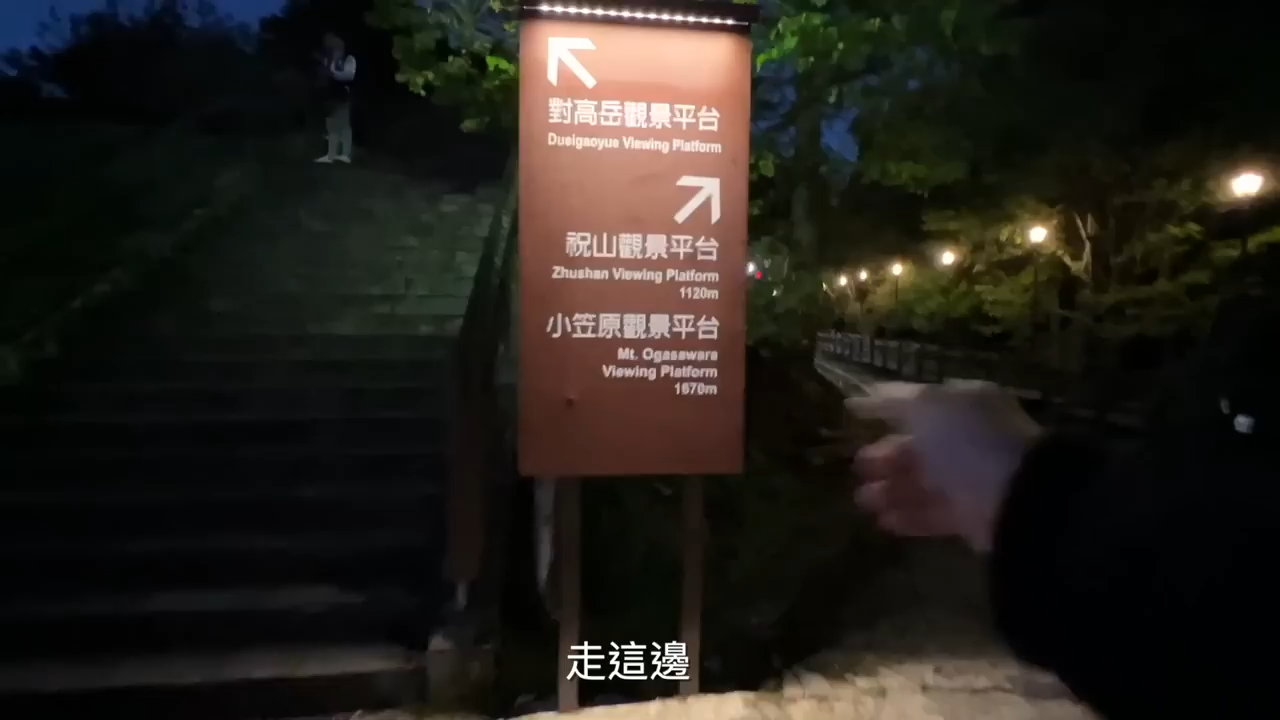 對高岳觀景平台
Dueigaoyue Viewing Platform
祝山觀景平台
Zhushan Viewing Platform
1120m
小笠原觀景平台
Mt. Ogasawara
Viewing Platform
1670m
走這邊